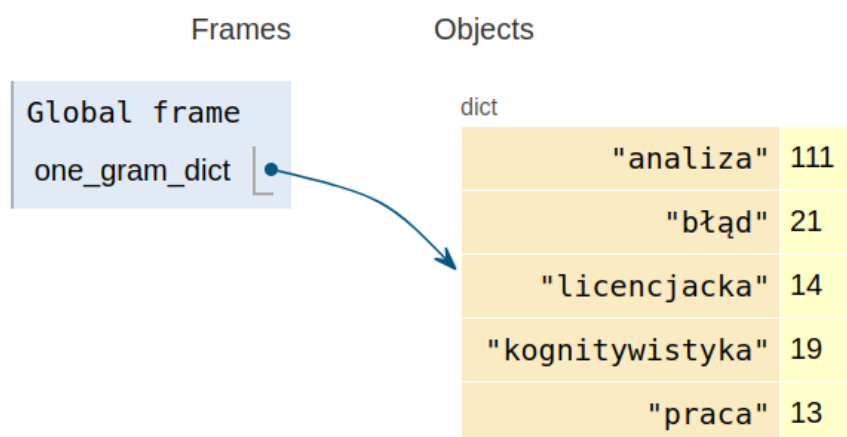 Frames Objects
Global frame
one_gram_dict
dict
"analiza" 111
"błąd" 21
"licencjacka" 14
"kognitywistyka" 19
"praca" 13